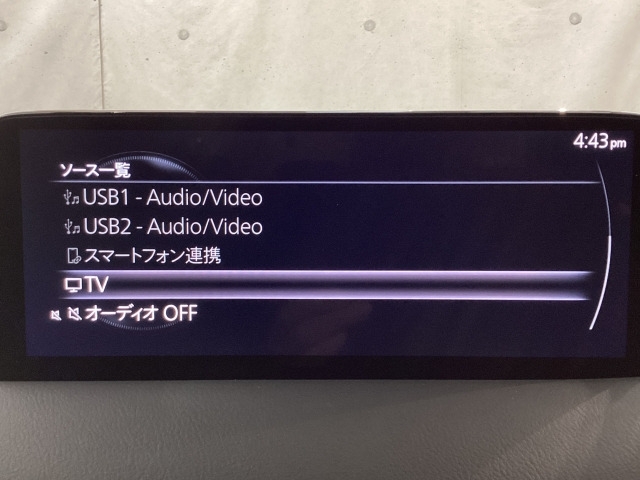 4:43pm
ソース一覧
USB1 - Audio/Video
USB2 - Audio/Video
スマートフォン連携
TV
オーディオ OFF